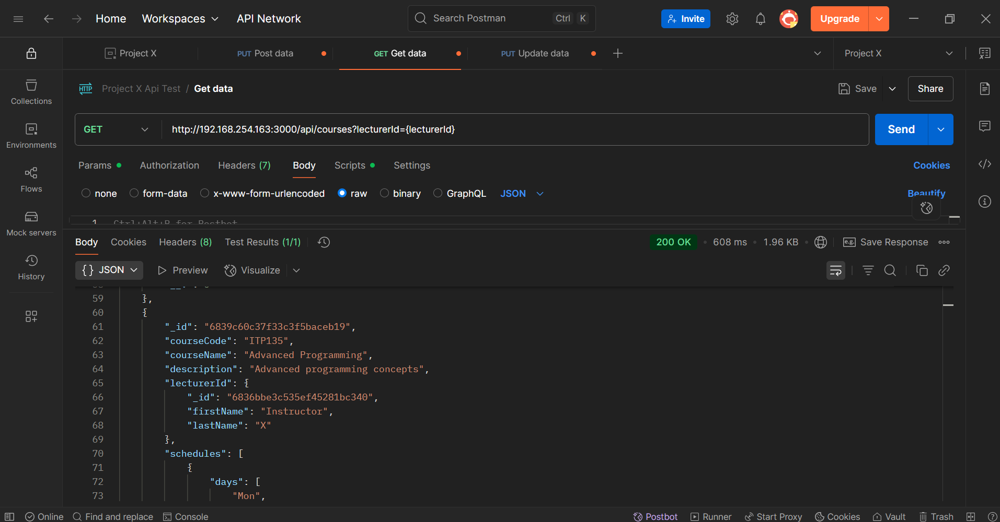 Home Workspaces API Network Search Postman Ctrl K Invite Upgrade
Project X PUT Post data GET Get data PUT Update data Project X
HTTP Project X Api Test / Get data Save Share
GET http://192.168.254.163:3000/api/courses?lecturerId={lecturerId} Send
Params Authorization Headers (7) Body Scripts Settings Cookies
none form-data x-www-form-urlencoded raw binary GraphQL JSON Beautify
1 Ctrl+Alt+P for Postbot
Body Cookies Headers (8) Test Results (1/1) 200 OK • 608 ms • 1.96 KB • e.g. Save Response
{} JSON Preview Visualize
59 },
60 {
61 "_id": "6839c60c37f33c3f5baceb19",
62 "courseCode": "ITP135",
63 "courseName": "Advanced Programming",
64 "description": "Advanced programming concepts",
65 "lecturerId": {
66 "_id": "6836bbe3c535ef45281bc340",
67 "firstName": "Instructor",
68 "lastName": "X"
69 },
70 "schedules": [
71 {
72 "days": [
73 "Mon",
Collections
Environments
Flows
Mock servers
History
Online Find and replace Console Postbot Runner Start Proxy Cookies Vault Trash